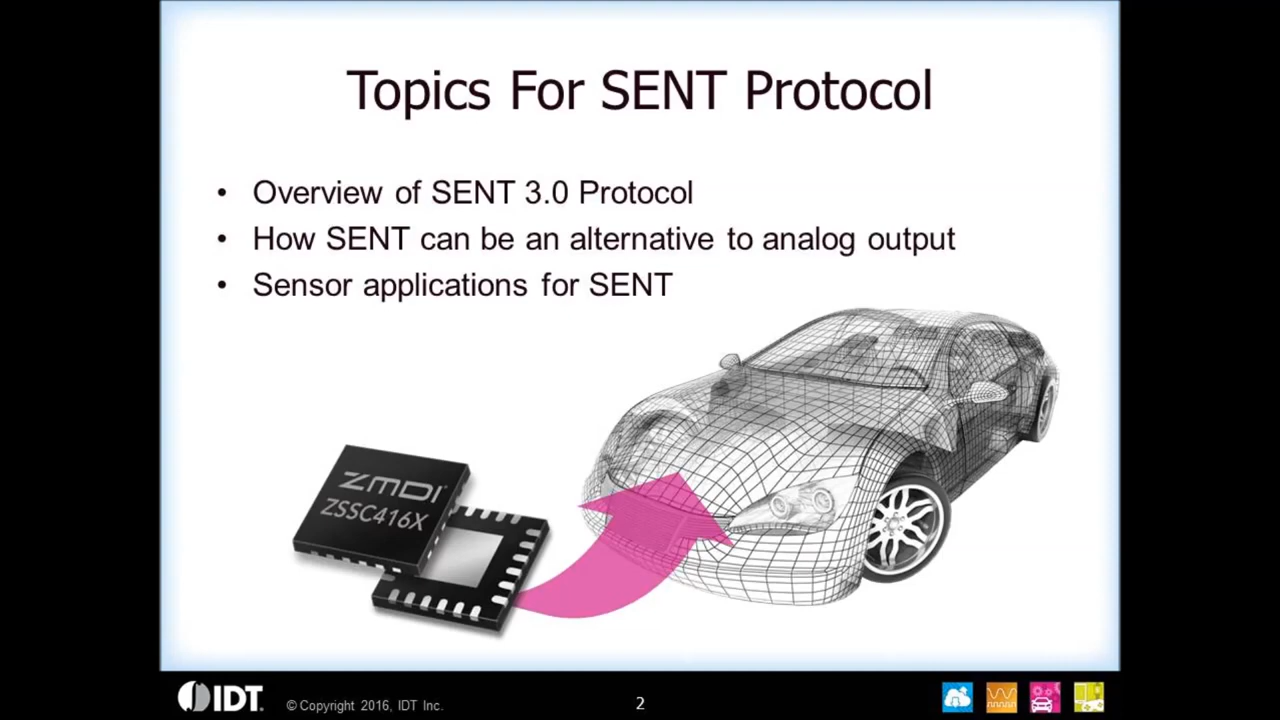 Topics For SENT Protocol
• Overview of SENT 3.0 Protocol
• How SENT can be an alternative to analog output
• Sensor applications for SENT
ZMDI
ZSSC416X
IDT.
© Copyright 2016, IDT Inc.
2